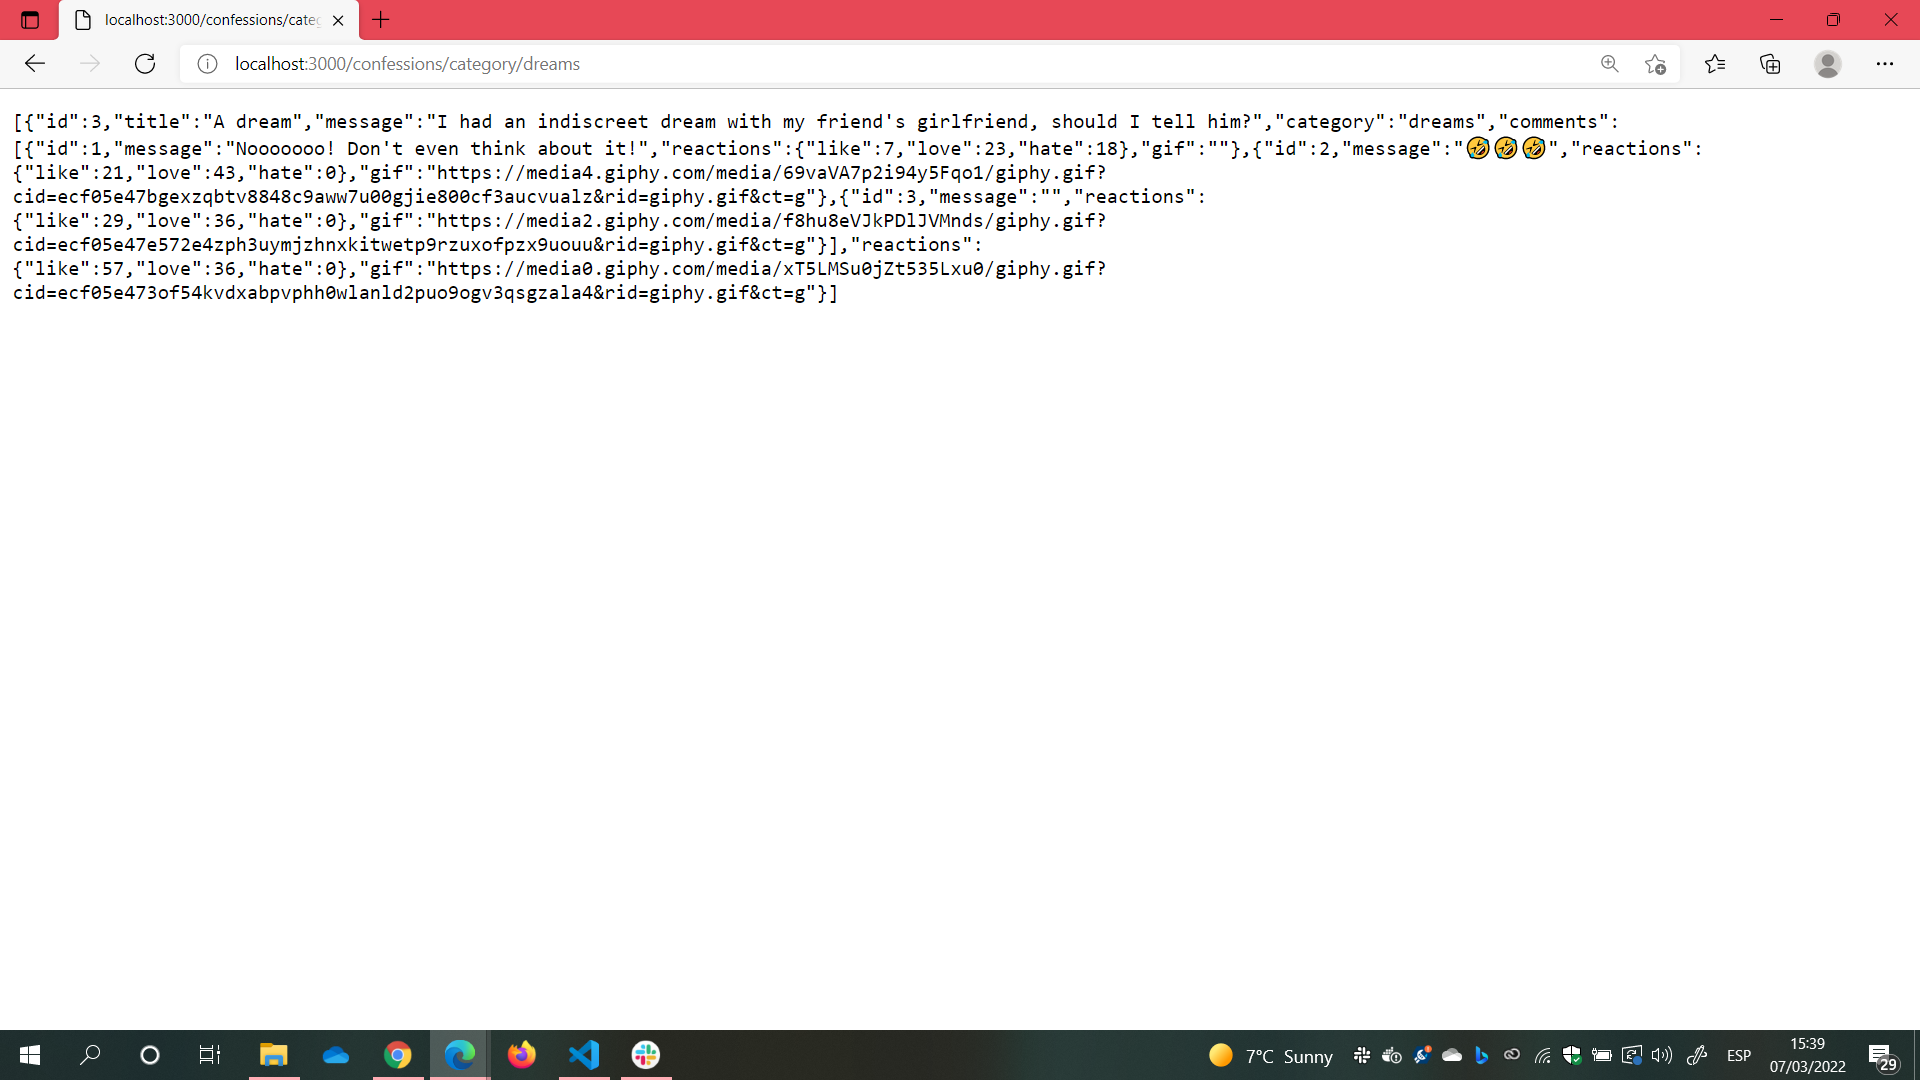 localhost:3000/confessions/categ
localhost:3000/confessions/category/dreams
[{"id":3,"title":"A dream","message":"I had an indiscreet dream with my friend's girlfriend, should I tell him?","category":"dreams","comments":
[{"id":1,"message":"Nooooooo! Don't even think about it!","reactions":{"like":7,"love":23,"hate":18},"gif":""},{"id":2,"message":"🤣🤣🤣","reactions":
{"like":21,"love":43,"hate":0},"gif":"https://media4.giphy.com/media/69vaVA7p2i94y5Fqo1/giphy.gif?
cid=ecf05e47bgexzqbtv8848c9aww7u00gjie800cf3aucvualz&rid=giphy.gif&ct=g"},{"id":3,"message":"","reactions":
{"like":29,"love":36,"hate":0},"gif":"https://media2.giphy.com/media/f8hu8eVJkPDlJVMnds/giphy.gif?
cid=ecf05e47e572e4zph3uymjzhnxkitwetp9rzuxofpzx9uouu&rid=giphy.gif&ct=g"}],"reactions":
{"like":57,"love":36,"hate":0},"gif":"https://media0.giphy.com/media/xT5LMSu0jZt535Lxu0/giphy.gif?
cid=ecf05e473of54kvdxabpvphh0wlanld2puo9ogv3qsgzala4&rid=giphy.gif&ct=g"}]
7°C Sunny
ESP
15:39
07/03/2022
29